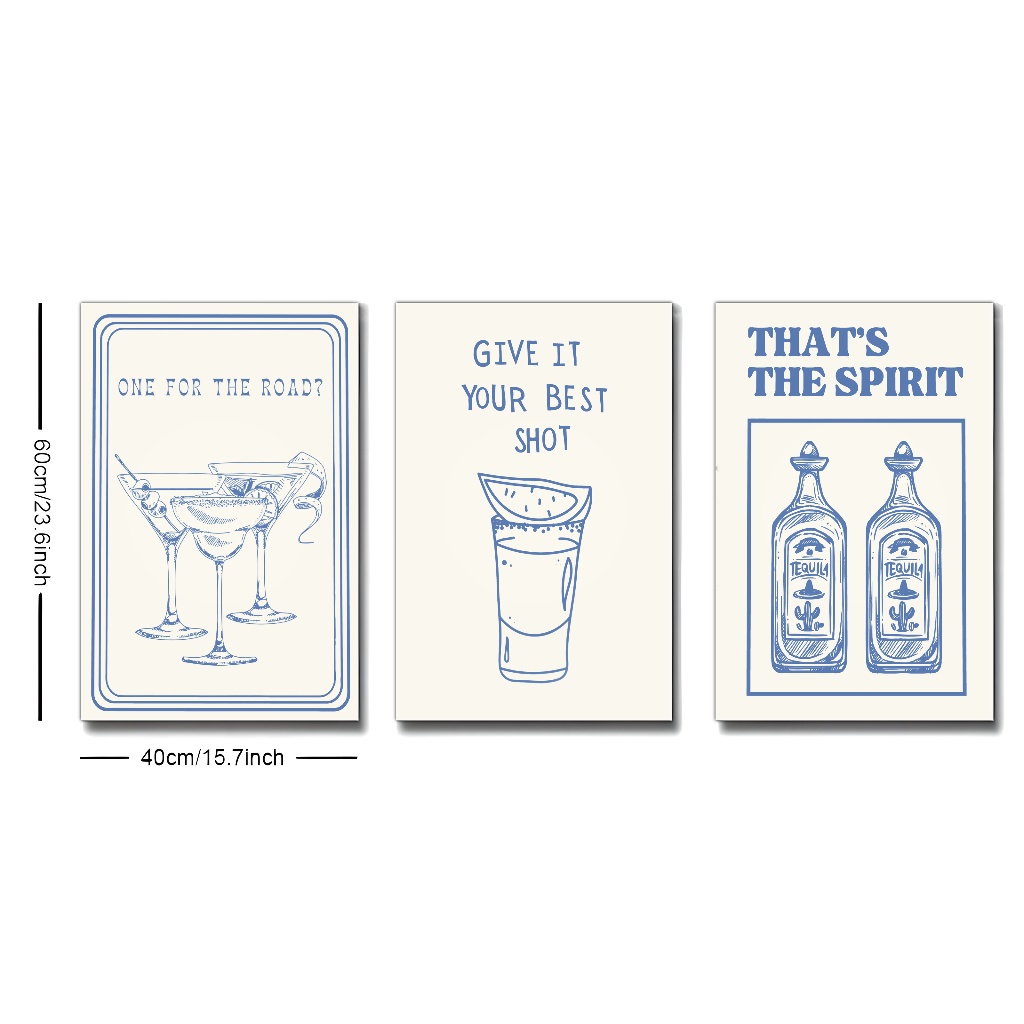 ONE FOR THE ROAD?
GIVE IT
YOUR BEST
SHOT
THAT'S
THE SPIRIT
TEQUILA
TEQUILA
60cm/23.6inch
40cm/15.7inch